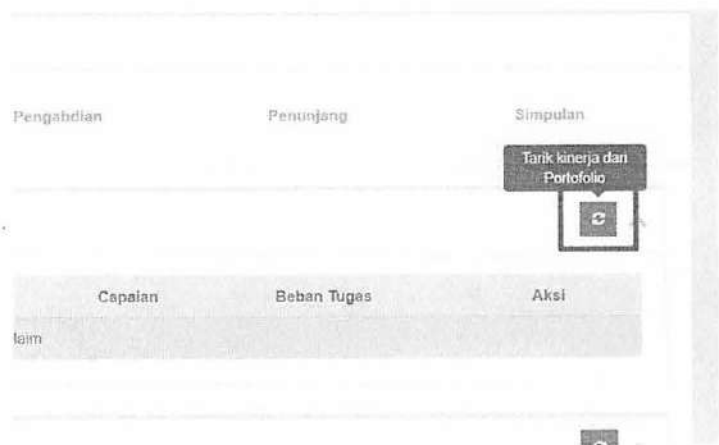 Pengabdian Penunjang Simpulan
Tarik kinerja dari
Portofolio
Capaian Beban Tugas Aksi
laim